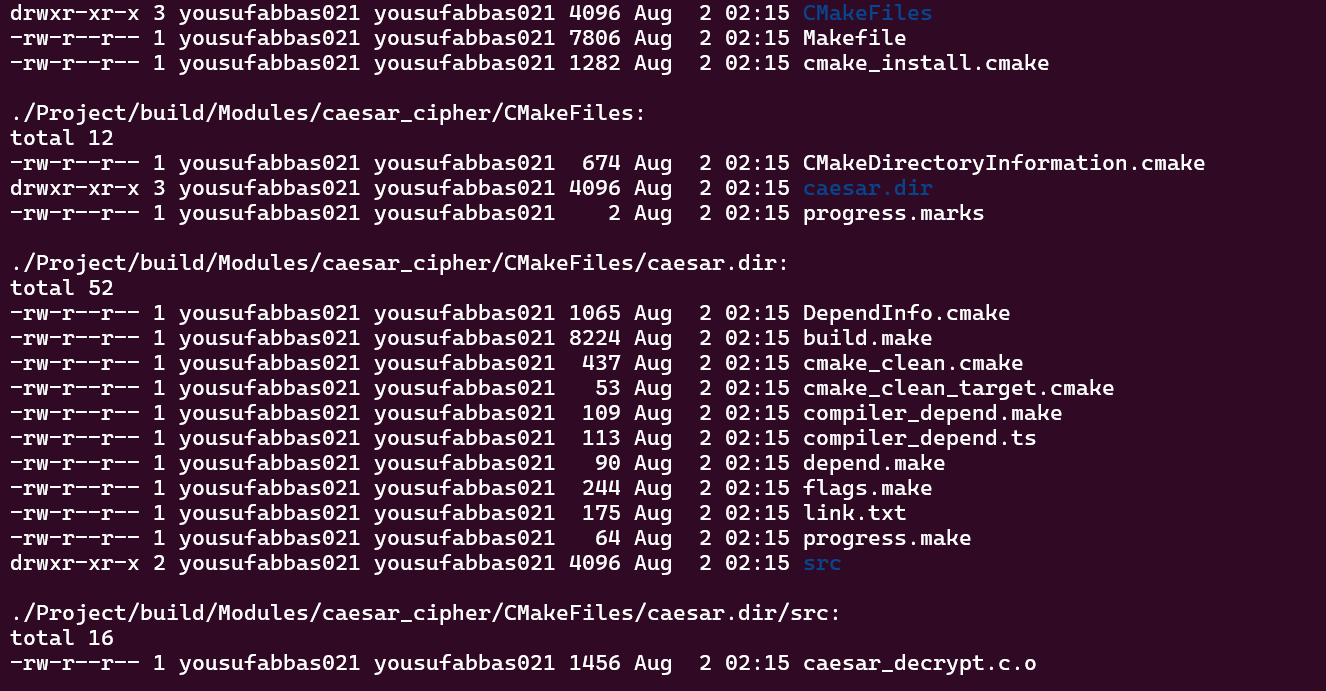 drwxr-xr-x 3 yousufabbas021 yousufabbas021 4096 Aug  2 02:15 CMakeFiles
-rw-r--r-- 1 yousufabbas021 yousufabbas021 7806 Aug  2 02:15 Makefile
-rw-r--r-- 1 yousufabbas021 yousufabbas021 1282 Aug  2 02:15 cmake_install.cmake

./Project/build/Modules/caesar_cipher/CMakeFiles:
total 12
-rw-r--r-- 1 yousufabbas021 yousufabbas021  674 Aug  2 02:15 CMakeDirectoryInformation.cmake
drwxr-xr-x 3 yousufabbas021 yousufabbas021 4096 Aug  2 02:15 caesar.dir
-rw-r--r-- 1 yousufabbas021 yousufabbas021    2 Aug  2 02:15 progress.marks

./Project/build/Modules/caesar_cipher/CMakeFiles/caesar.dir:
total 52
-rw-r--r-- 1 yousufabbas021 yousufabbas021 1065 Aug  2 02:15 DependInfo.cmake
-rw-r--r-- 1 yousufabbas021 yousufabbas021 8224 Aug  2 02:15 build.make
-rw-r--r-- 1 yousufabbas021 yousufabbas021  437 Aug  2 02:15 cmake_clean.cmake
-rw-r--r-- 1 yousufabbas021 yousufabbas021   53 Aug  2 02:15 cmake_clean_target.cmake
-rw-r--r-- 1 yousufabbas021 yousufabbas021  109 Aug  2 02:15 compiler_depend.make
-rw-r--r-- 1 yousufabbas021 yousufabbas021  113 Aug  2 02:15 compiler_depend.ts
-rw-r--r-- 1 yousufabbas021 yousufabbas021   90 Aug  2 02:15 depend.make
-rw-r--r-- 1 yousufabbas021 yousufabbas021  244 Aug  2 02:15 flags.make
-rw-r--r-- 1 yousufabbas021 yousufabbas021  175 Aug  2 02:15 link.txt
-rw-r--r-- 1 yousufabbas021 yousufabbas021   64 Aug  2 02:15 progress.make
drwxr-xr-x 2 yousufabbas021 yousufabbas021 4096 Aug  2 02:15 src

./Project/build/Modules/caesar_cipher/CMakeFiles/caesar.dir/src:
total 16
-rw-r--r-- 1 yousufabbas021 yousufabbas021 1456 Aug  2 02:15 caesar_decrypt.c.o